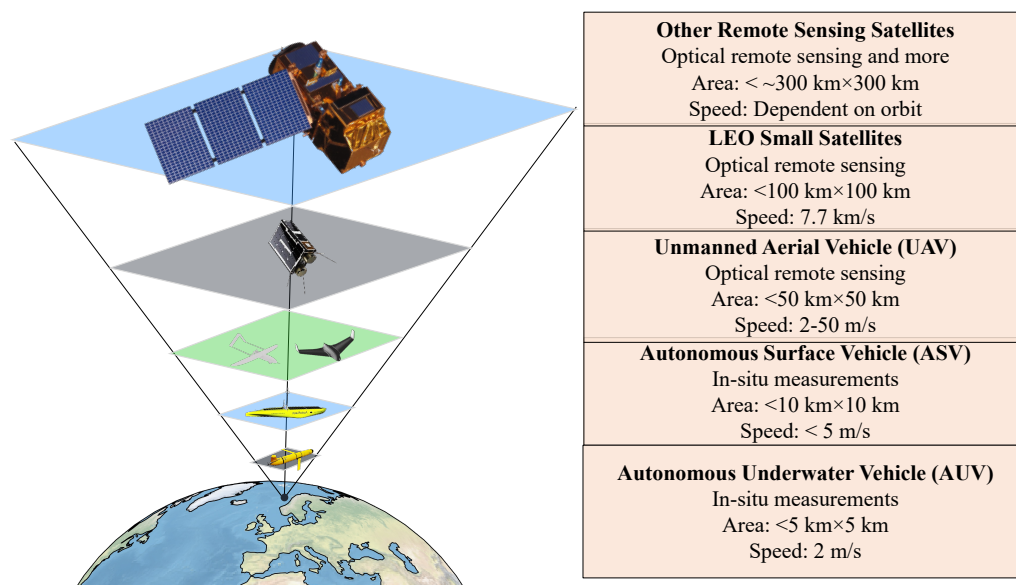 Other Remote Sensing Satellites
Optical remote sensing and more
Area: < ~300 km×300 km
Speed: Dependent on orbit
LEO Small Satellites
Optical remote sensing
Area: <100 km×100 km
Speed: 7.7 km/s
Unmanned Aerial Vehicle (UAV)
Optical remote sensing
Area: <50 km×50 km
Speed: 2-50 m/s
Autonomous Surface Vehicle (ASV)
In-situ measurements
Area: <10 km×10 km
Speed: < 5 m/s
Autonomous Underwater Vehicle (AUV)
In-situ measurements
Area: <5 km×5 km
Speed: 2 m/s